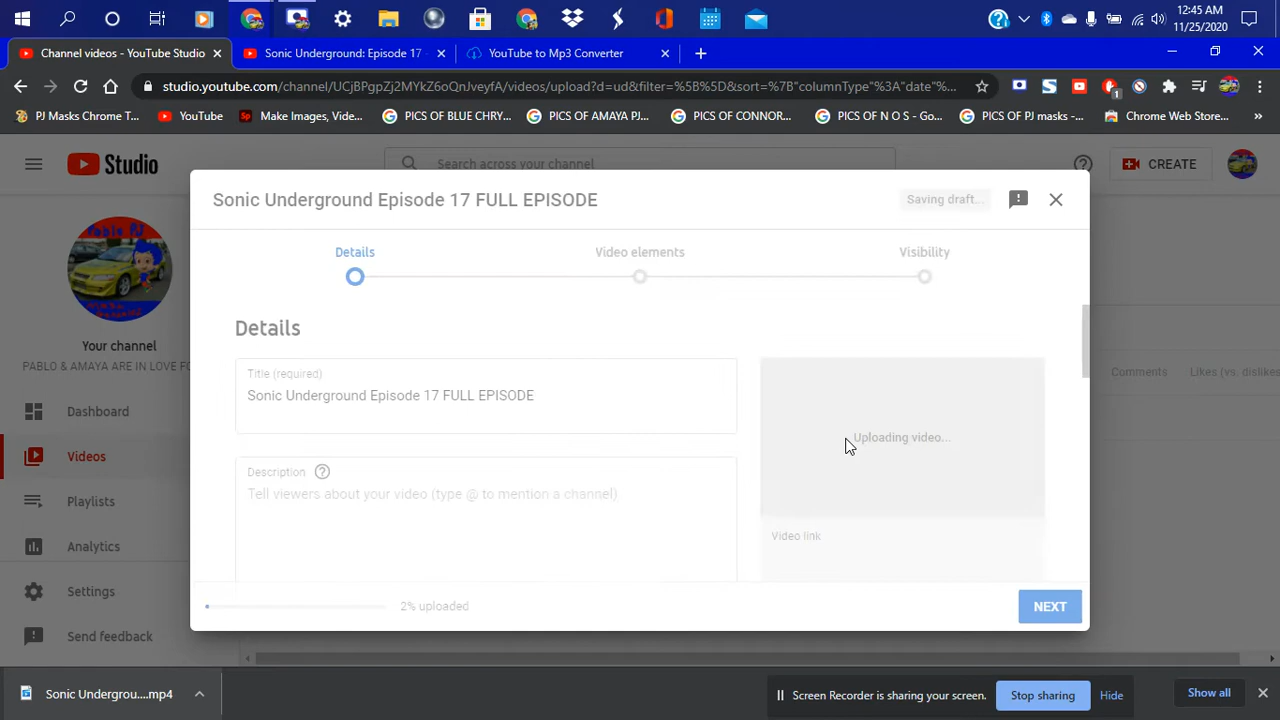 12:45 AM
11/25/2020
Channel videos - YouTube Studio
Sonic Underground: Episode 17 -
YouTube to Mp3 Converter
studio.youtube.com/channel/UCjBPgpZj2MYkZ6oQnJveyfA/videos/upload?d=ud&filter=%5B%5D&sort=%7B"columnType"%3A"date"%...
PJ Masks Chrome T...
YouTube
Make Images, Vide...
PICS OF BLUE CHRY...
PICS OF AMAYA PJ...
PICS OF CONNOR...
PICS OF N O S - Go...
PICS OF PJ masks -...
Chrome Web Store...
Studio
Search across your channel
CREATE
Sonic Underground Episode 17 FULL EPISODE
Saving draft...
Details
Video elements
Visibility
Pablo PJ
Your channel
PABLO & AMAYA ARE IN LOVE FO
Details
Title (required)
Sonic Underground Episode 17 FULL EPISODE
Comments
Likes (vs. dislikes
Dashboard
Videos
Playlists
Analytics
Settings
Send feedback
Description
Tell viewers about your video (type @ to mention a channel)
Uploading video...
Video link
2% uploaded
NEXT
Sonic Undergrou....mp4
Screen Recorder is sharing your screen.
Stop sharing
Hide
Show all